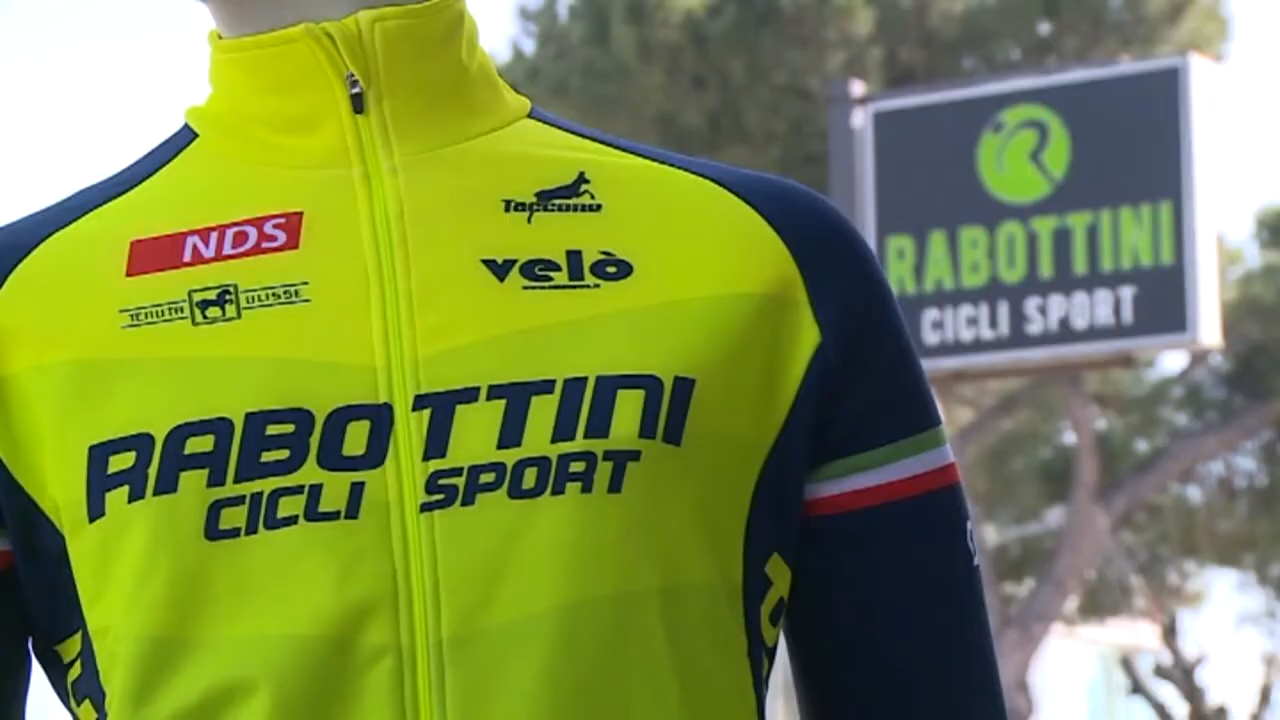 NDS
TENUTA ULISSE
Taccone
velò
RABOTTINI
CICLI SPORT
RABOTTINI
CICLI SPORT